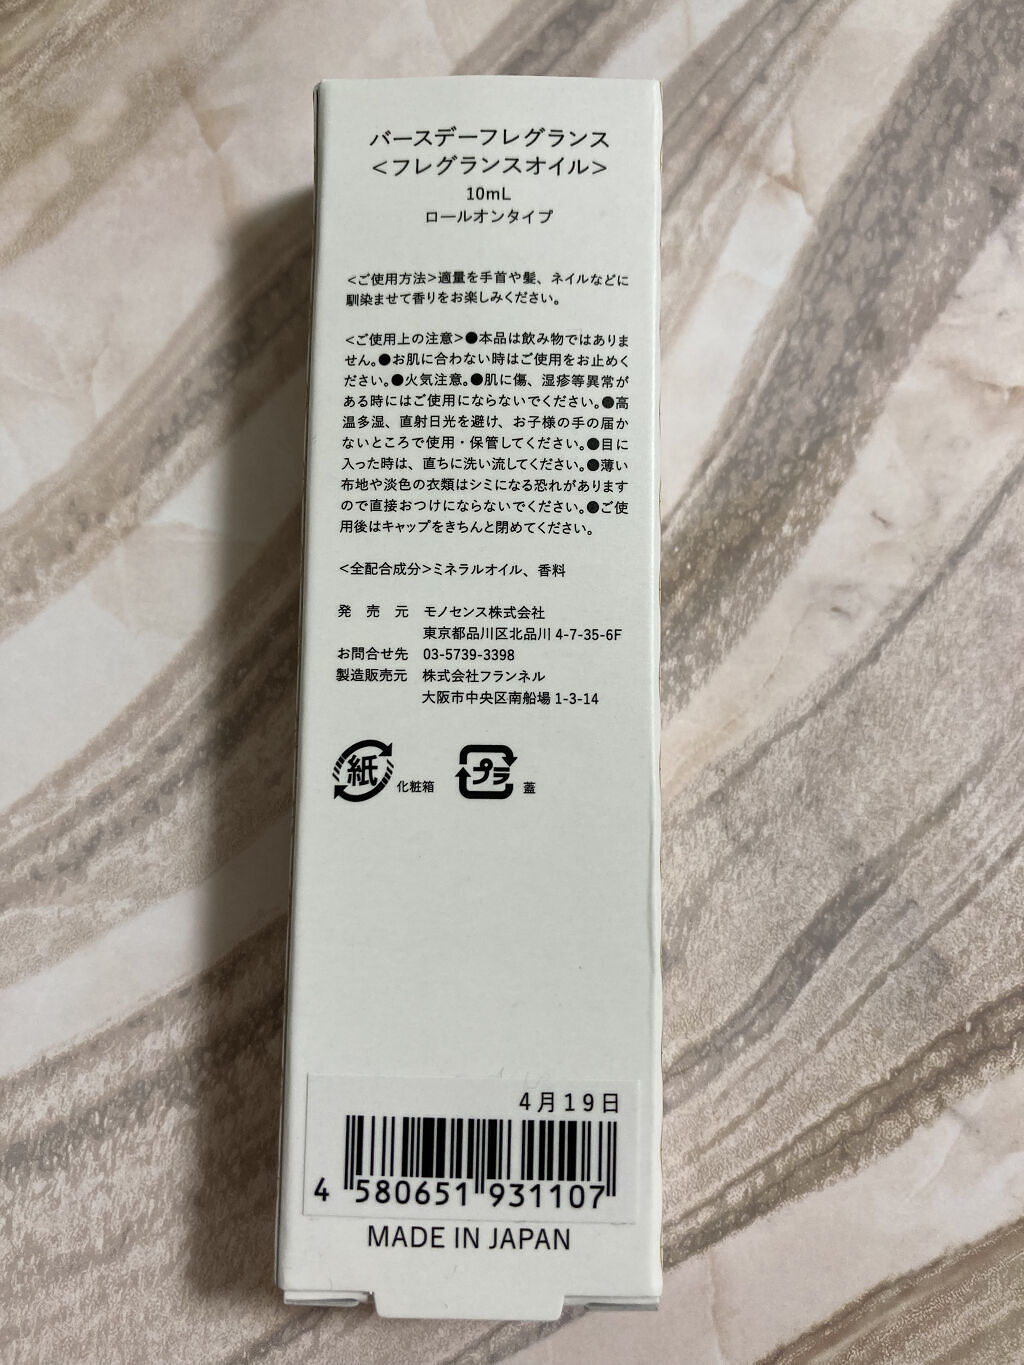 バースデーフレグランス
<フレグランスオイル>
10mL
ロールオンタイプ
<ご使用方法>適量を手首や髪、ネイルなどに
馴染ませて香りをお楽しみください。
<ご使用上の注意>●本品は飲み物ではありま
せん。●お肌に合わない時はご使用をお止めく
ださい。●火気注意。●肌に傷、湿疹等異常が
ある時にはご使用にならないでください。●高
温多湿、直射日光を避け、お子様の手の届か
ないところで使用・保管してください。●目に
入った時は、直ちに洗い流してください。●薄い
布地や淡色の衣類はシミになる恐れがあります
ので直接おつけにならないでください。●ご使
用後はキャップをきちんと閉めてください。
<全配合成分>ミネラルオイル、香料
発売元 モノセンス株式会社
東京都品川区北品川 4-7-35-6F
お問合せ先 03-5739-3398
製造販売元 株式会社フランネル
大阪市中央区南船場 1-3-14
紙 化粧箱 プラ 蓋
4月19日
4 580651 931107
MADE IN JAPAN